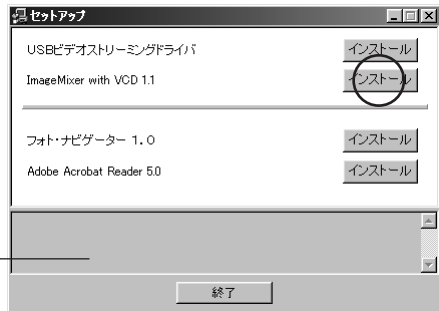 セットアップ
USBビデオストリーミングドライバ インストール
ImageMixer with VCD 1.1 インストール
フォト・ナビゲーター 1.0 インストール
Adobe Acrobat Reader 5.0 インストール
終了